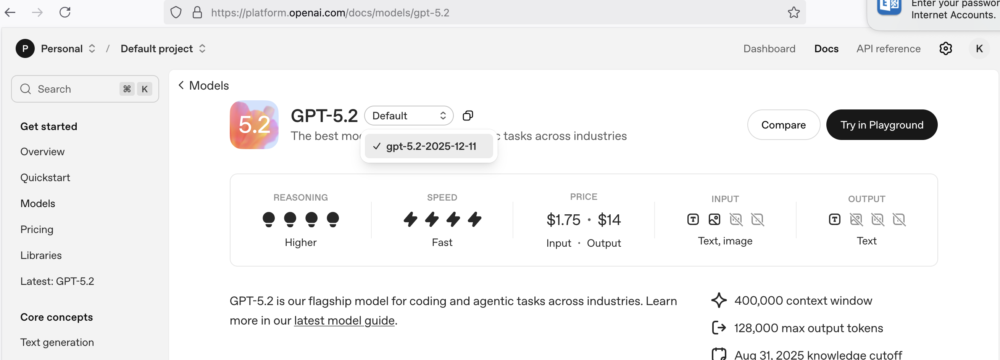 https://platform.openai.com/docs/models/gpt-5.2
Enter your passwor
Internet Accounts.
P Personal / Default project
Dashboard Docs API reference K
Search ⌘ K
Get started
Overview
Quickstart
Models
Pricing
Libraries
Latest: GPT-5.2
Core concepts
Text generation
Models
5.2
GPT-5.2 Default
The best mo
c tasks across industries
gpt-5.2-2025-12-11
Compare
Try in Playground
REASONING
Higher
SPEED
Fast
PRICE
$1.75 · $14
Input · Output
INPUT
Text, image
OUTPUT
Text
GPT-5.2 is our flagship model for coding and agentic tasks across industries. Learn
more in our latest model guide.
400,000 context window
128,000 max output tokens
Aug 31, 2025 knowledge cutoff